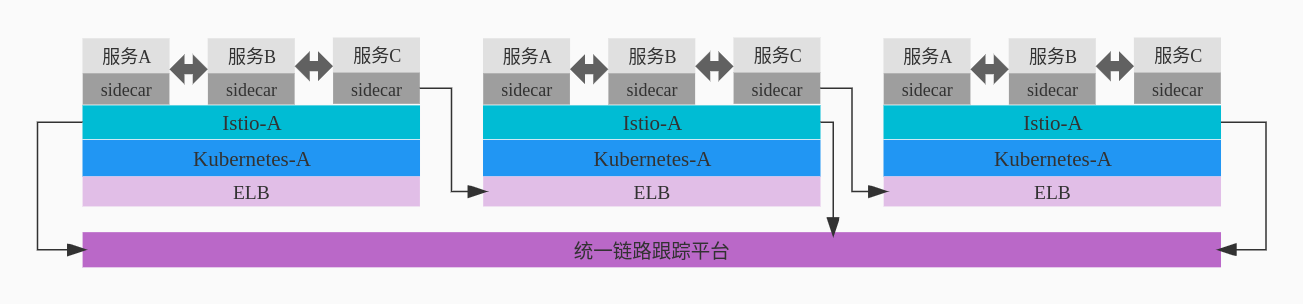 服务A
服务B
服务C
sidecar
sidecar
sidecar
Istio-A
Kubernetes-A
ELB
服务A
服务B
服务C
sidecar
sidecar
sidecar
Istio-A
Kubernetes-A
ELB
服务A
服务B
服务C
sidecar
sidecar
sidecar
Istio-A
Kubernetes-A
ELB
统一链路跟踪平台